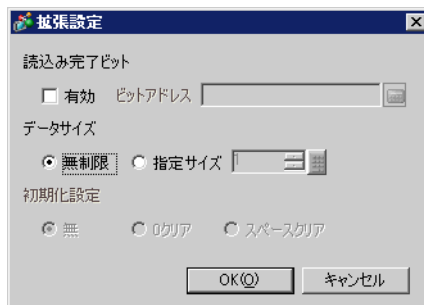 拡張設定
読込み完了ビット
有効 ビットアドレス
データサイズ
無制限 指定サイズ 1
初期化設定
無 0クリア スペースクリア
OK(O) キャンセル